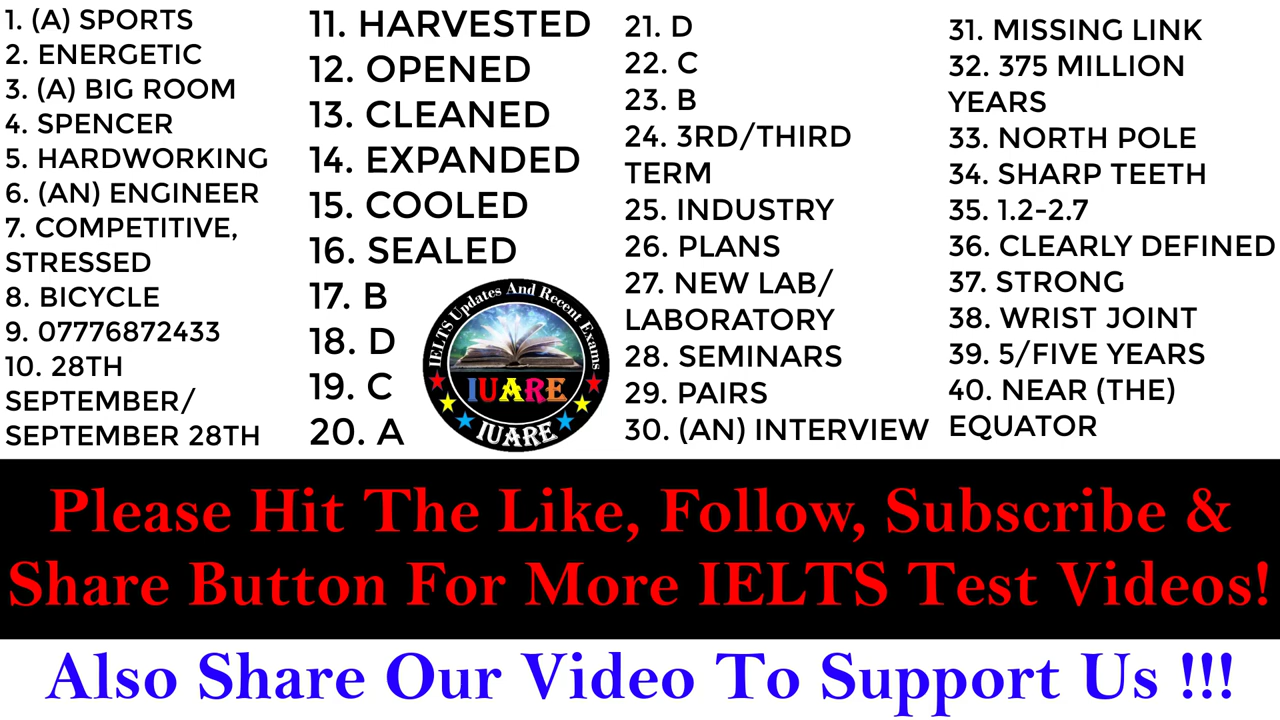 1. (A) SPORTS
2. ENERGETIC
3. (A) BIG ROOM
4. SPENCER
5. HARDWORKING
6. (AN) ENGINEER
7. COMPETITIVE,
STRESSED
8. BICYCLE
9. 07776872433
10. 28TH
SEPTEMBER/
SEPTEMBER 28TH
11. HARVESTED
12. OPENED
13. CLEANED
14. EXPANDED
15. COOLED
16. SEALED
17. B
18. D
19. C
20. A
IELTS Updates And Recent Exams
IUARE
IUARE
21. D
22. C
23. B
24. 3RD/THIRD
TERM
25. INDUSTRY
26. PLANS
27. NEW LAB/
LABORATORY
28. SEMINARS
29. PAIRS
30. (AN) INTERVIEW
31. MISSING LINK
32. 375 MILLION
YEARS
33. NORTH POLE
34. SHARP TEETH
35. 1.2-2.7
36. CLEARLY DEFINED
37. STRONG
38. WRIST JOINT
39. 5/FIVE YEARS
40. NEAR (THE)
EQUATOR
Please Hit The Like, Follow, Subscribe &
Share Button For More IELTS Test Videos!
Also Share Our Video To Support Us !!!